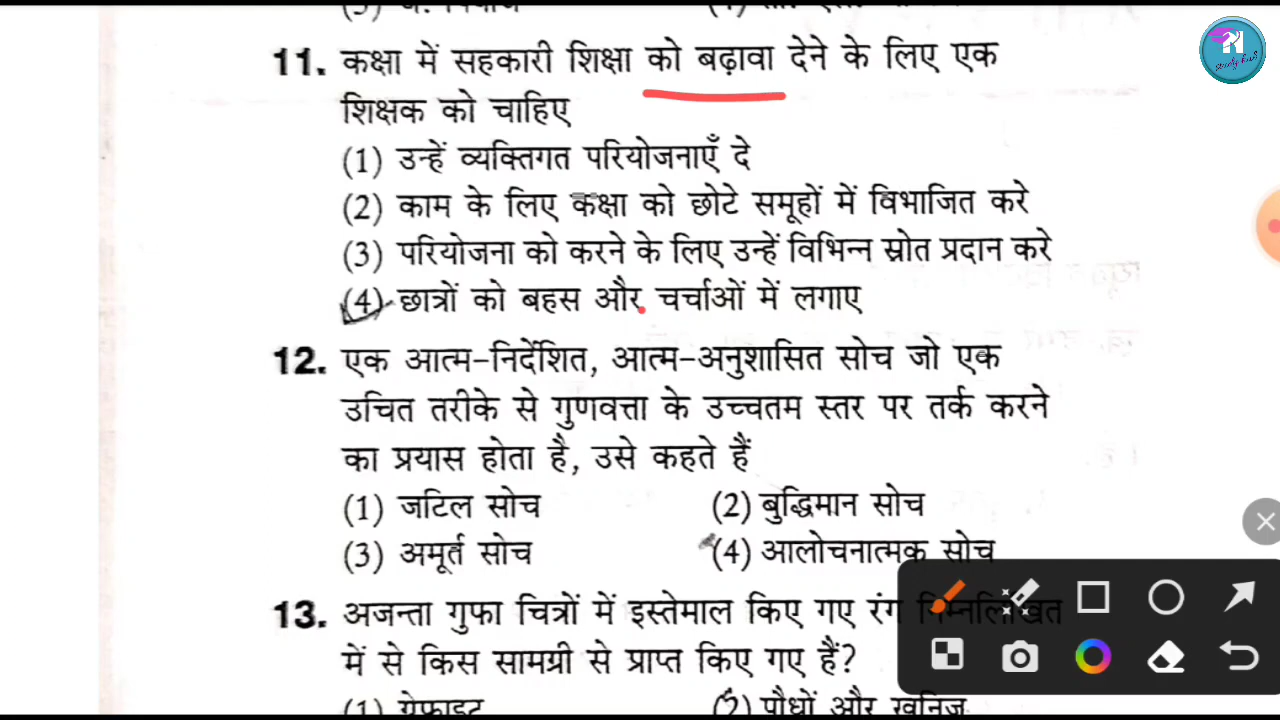 11. कक्षा में सहकारी शिक्षा को बढ़ावा देने के लिए एक
शिक्षक को चाहिए
(1) उन्हें व्यक्तिगत परियोजनाएँ दे
(2) काम के लिए कक्षा को छोटे समूहों में विभाजित करे
(3) परियोजना को करने के लिए उन्हें विभिन्न स्रोत प्रदान करे
(4) छात्रों को बहस और चर्चाओं में लगाए
12. एक आत्म-निर्देशित, आत्म-अनुशासित सोच जो एक
उचित तरीके से गुणवत्ता के उच्चतम स्तर पर तर्क करने
का प्रयास होता है, उसे कहते हैं
(1) जटिल सोच (2) बुद्धिमान सोच
(3) अमूर्त सोच (4) आलोचनात्मक सोच
13. अजन्ता गुफा चित्रों में इस्तेमाल किए गए रंग निम्नलिखित
में से किस सामग्री से प्राप्त किए गए हैं?
(1) ग्रेफाइट (2) पौधों और खनिज